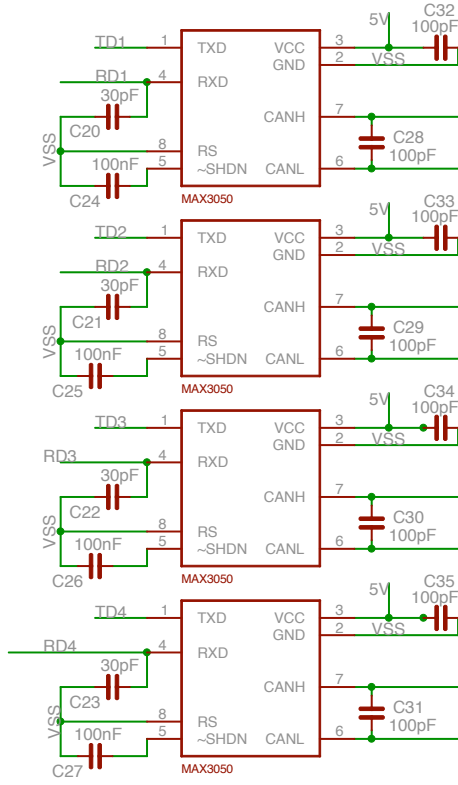 C32
5V
100pF
TD1 1 TXD VCC 3
GND 2 VSS
RD1 4 RXD
30pF
C20
CANH 7
C28
100pF
VSS
100nF
8 RS
5 ~SHDN CANL 6
C24
MAX3050
C33
5V
100pF
TD2 1 TXD VCC 3
GND 2 VSS
RD2 4 RXD
30pF
C21
CANH 7
C29
100pF
VSS
100nF
8 RS
5 ~SHDN CANL 6
C25
MAX3050
C34
5V
100pF
TD3 1 TXD VCC 3
GND 2 VSS
RD3 4 RXD
30pF
C22
CANH 7
C30
100pF
VSS
100nF
8 RS
5 ~SHDN CANL 6
C26
MAX3050
C35
5V
100pF
TD4 1 TXD VCC 3
GND 2 VSS
RD4 4 RXD
30pF
C23
CANH 7
C31
100pF
VSS
100nF
8 RS
5 ~SHDN CANL 6
C27
MAX3050